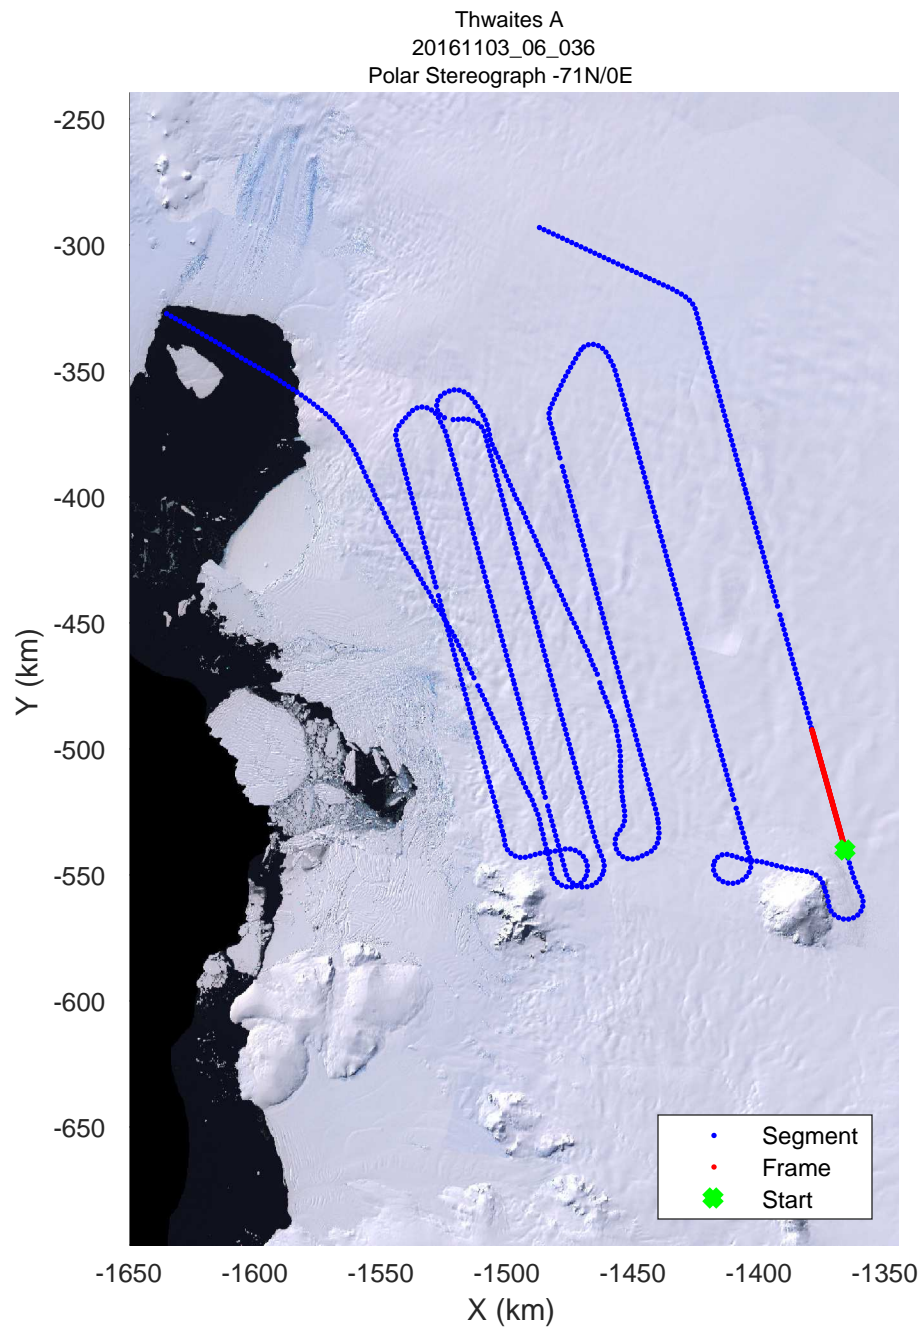 Thwaites A
20161103_06_036
Polar Stereograph -71N/0E
-250
-300
-350
-400
-450
-500
-550
-600
-650
Y (km)
-1650 -1600 -1550 -1500 -1450 -1400 -1350
X (km)
Segment
Frame
Start